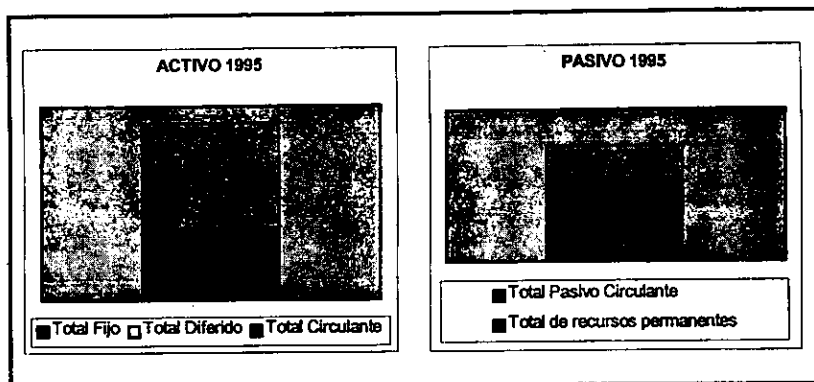 ACTIVO 1995
Total Fijo Total Diferido Total Circulante
PASIVO 1995
Total Pasivo Circulante
Total de recursos permanentes